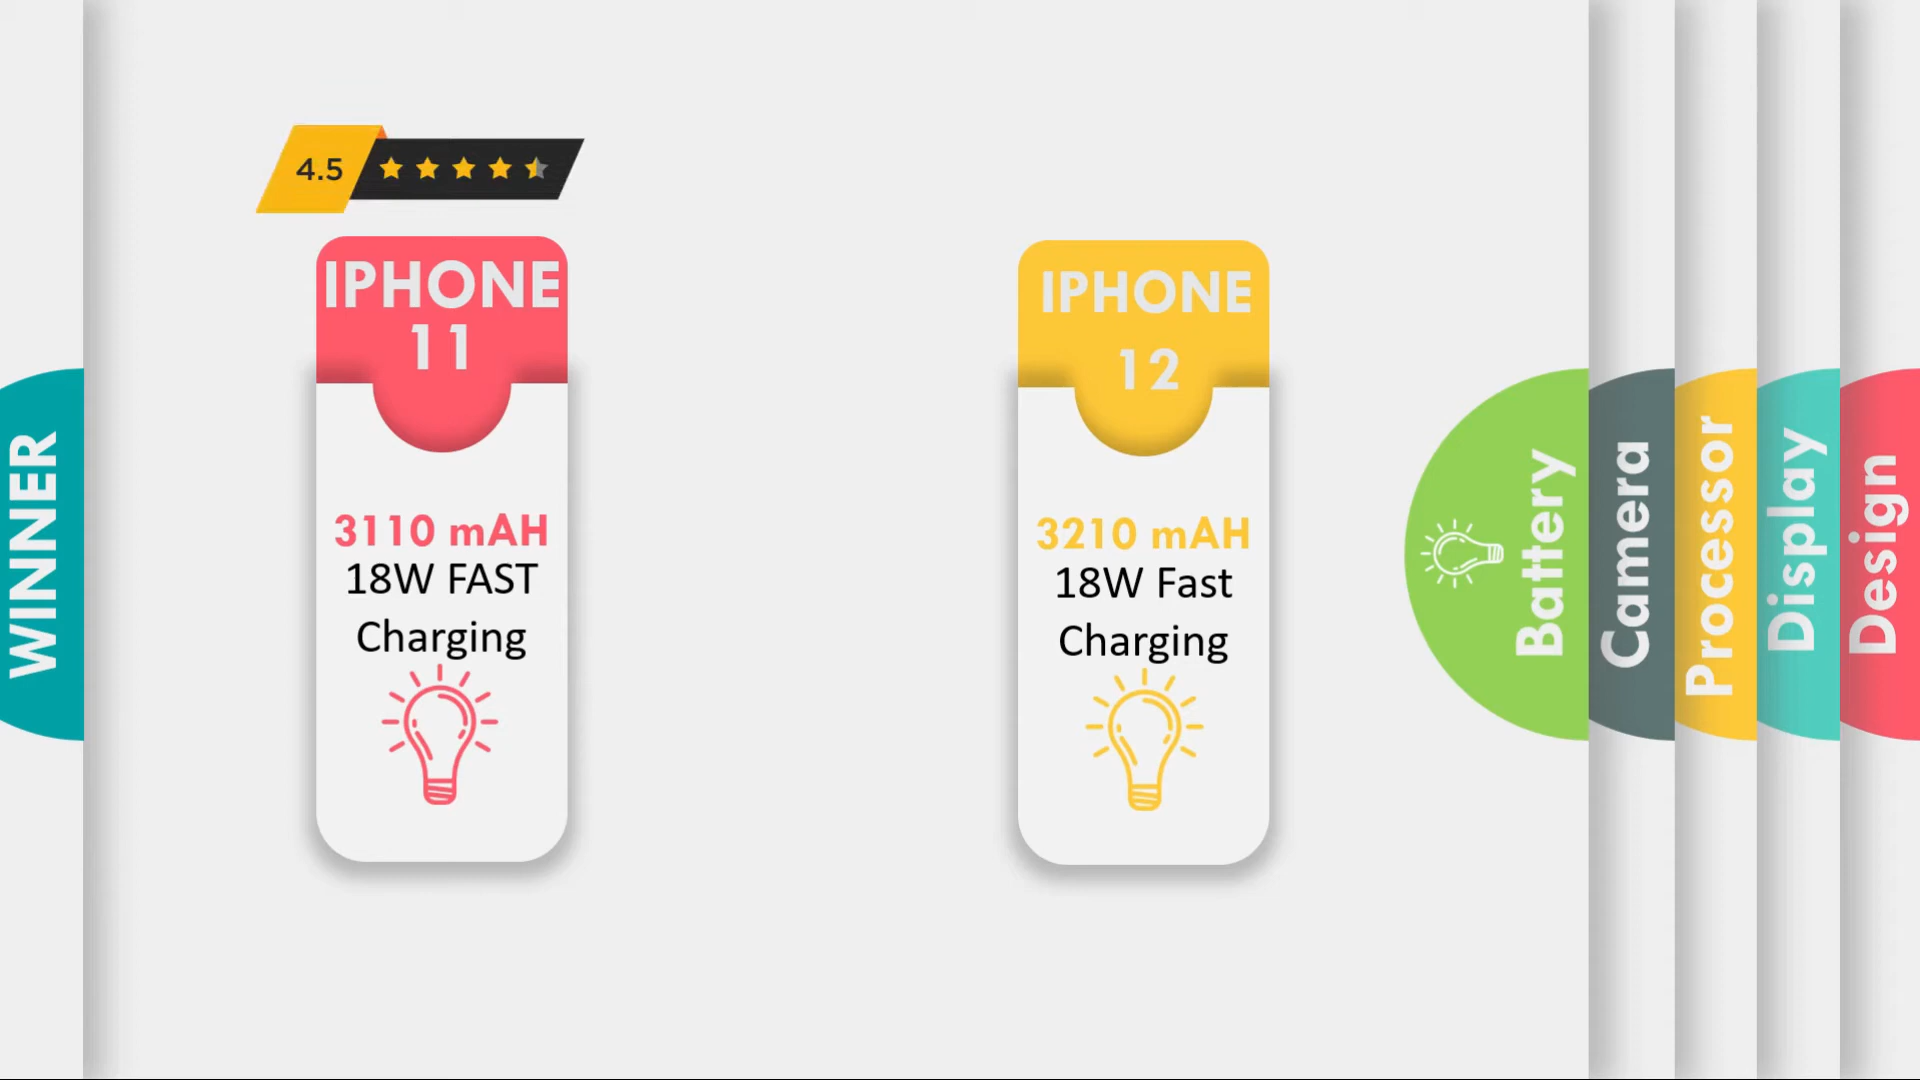 4.5
IPHONE
11
3110 mAH
18W FAST
Charging
IPHONE
12
3210 mAH
18W Fast
Charging
WINNER
Battery
Camera
Processor
Display
Design